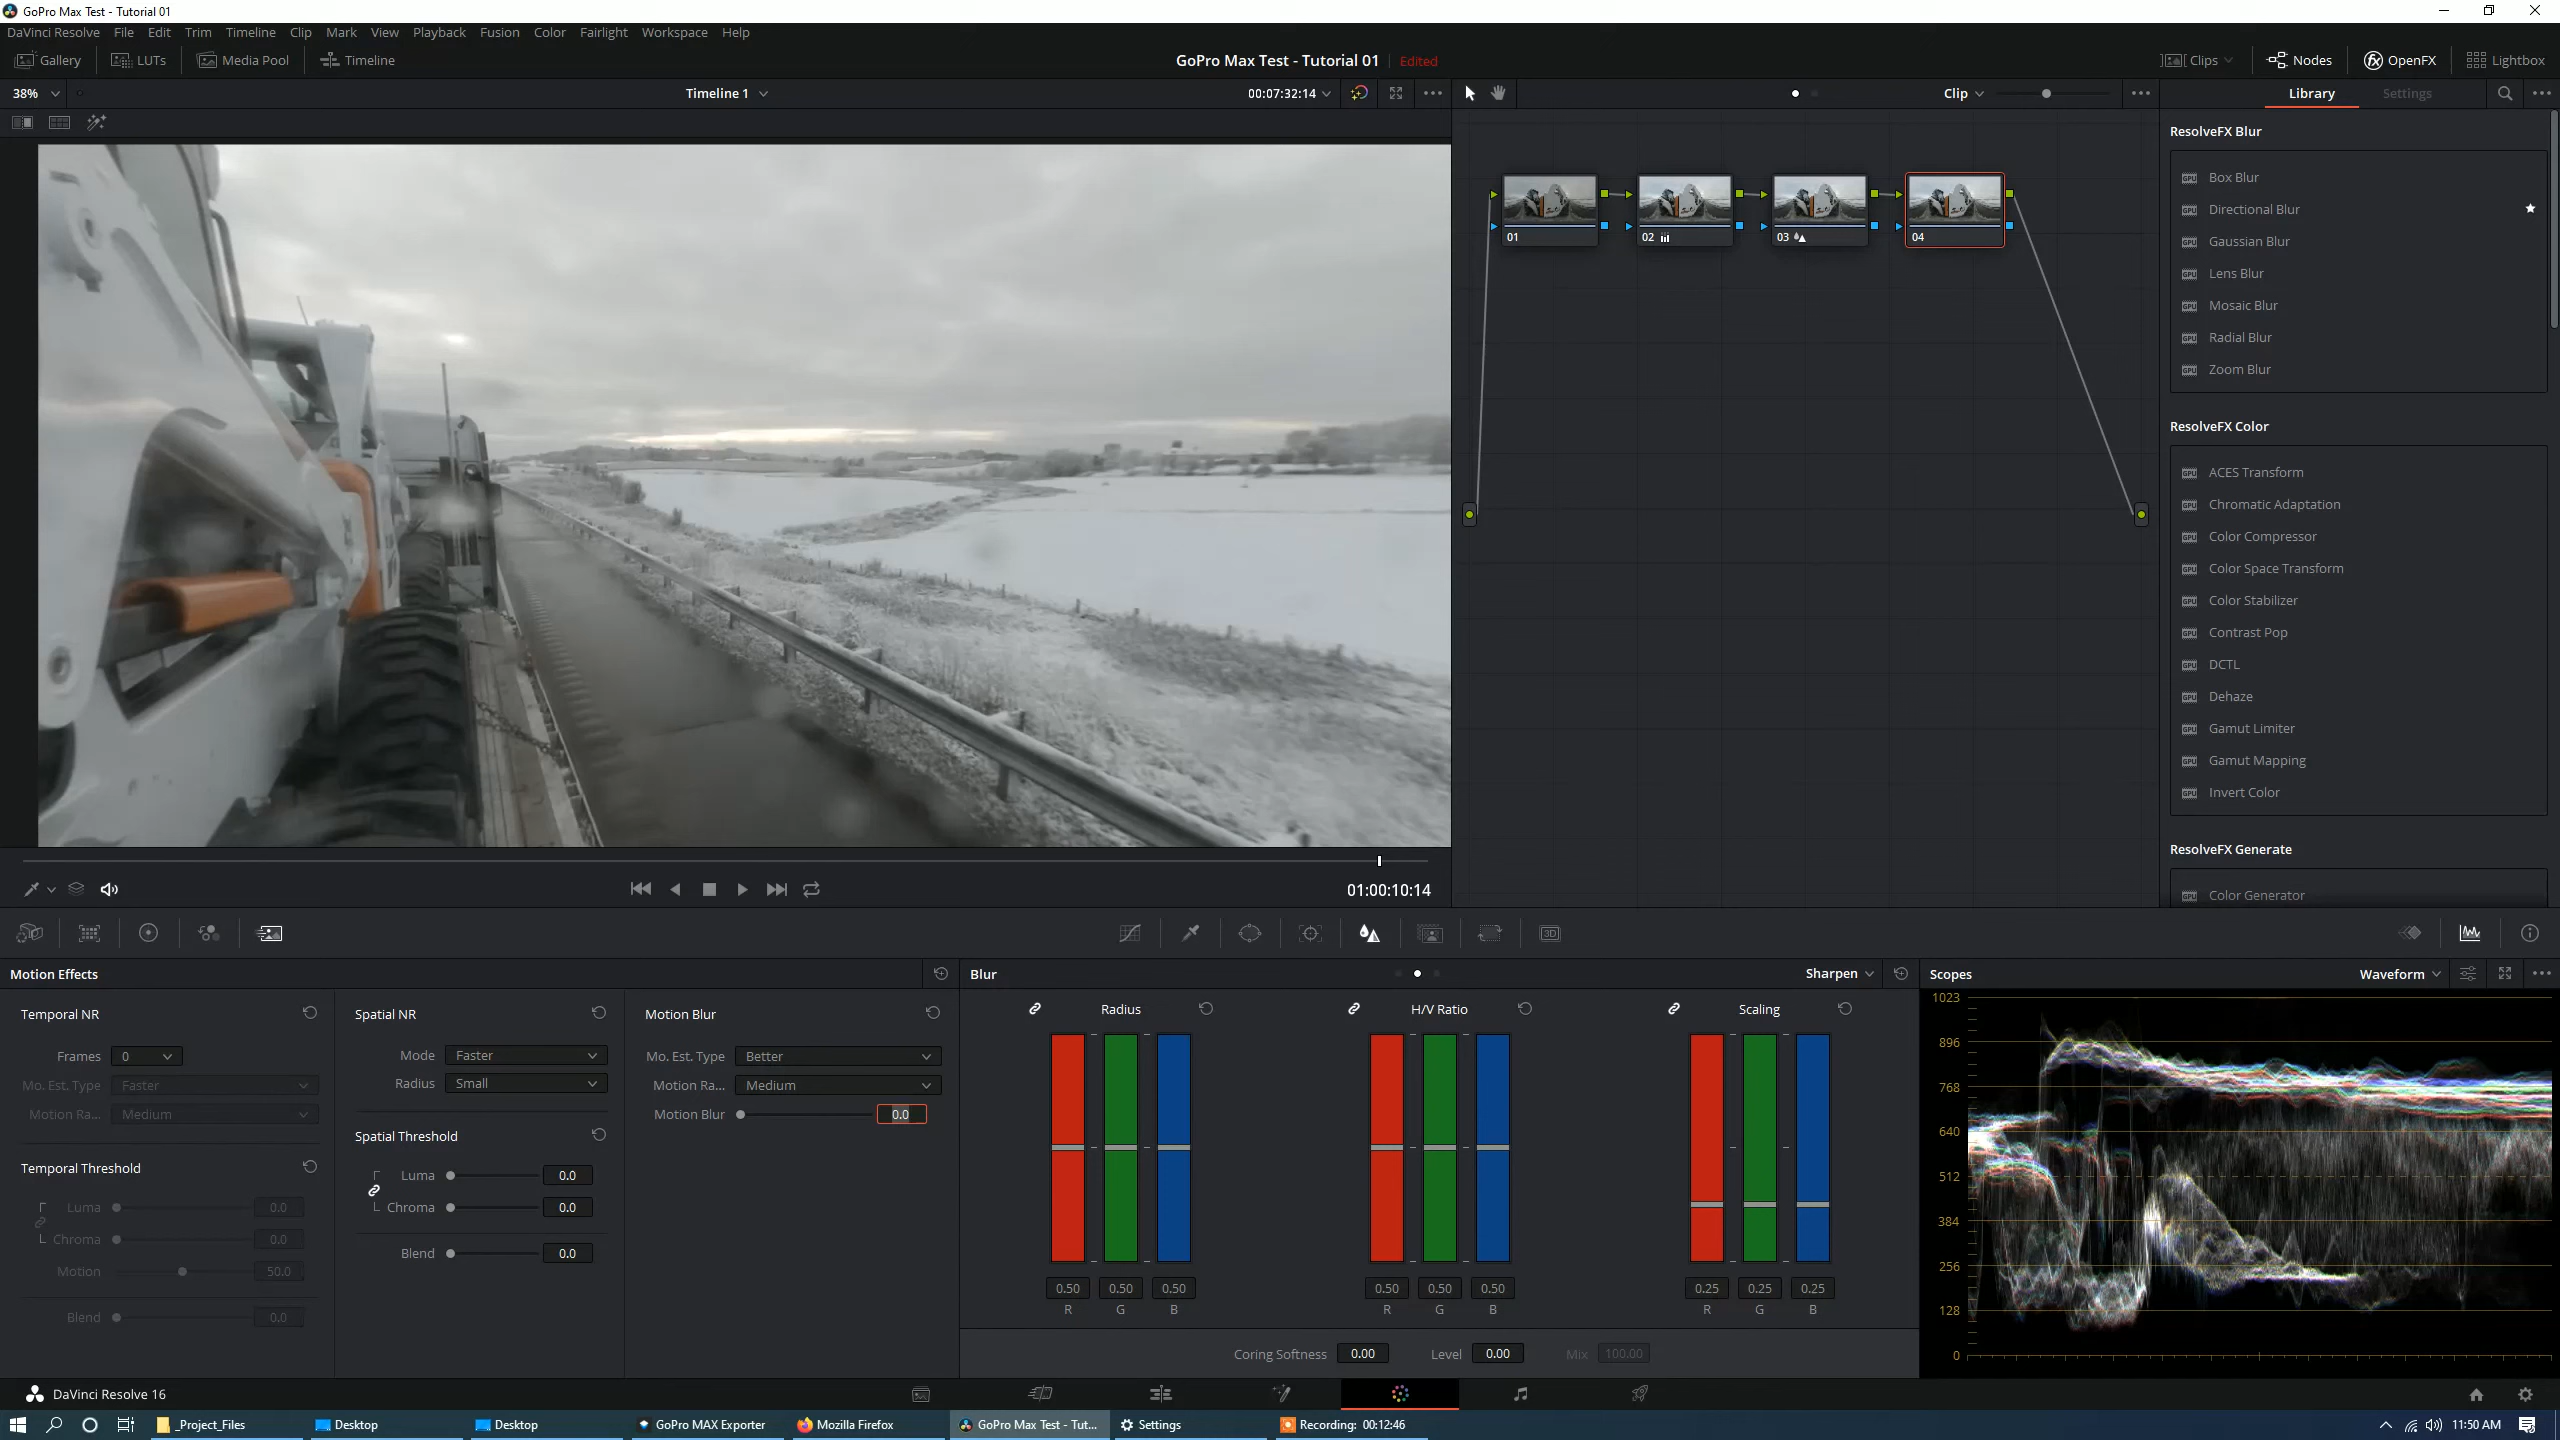 GoPro Max Test - Tutorial 01
DaVinci Resolve File Edit Trim Timeline Clip Mark View Playback Fusion Color Fairlight Workspace Help
Gallery LUTs Media Pool Timeline GoPro Max Test - Tutorial 01 Edited Clips Nodes OpenFX Lightbox
38% Timeline 1 00:07:32:14 Clip Library Settings
ResolveFX Blur
Box Blur
Directional Blur
Gaussian Blur
Lens Blur
Mosaic Blur
Radial Blur
Zoom Blur
01 02 03 04
ResolveFX Color
ACES Transform
Chromatic Adaptation
Color Compressor
Color Space Transform
Color Stabilizer
Contrast Pop
DCTL
Dehaze
Gamut Limiter
Gamut Mapping
Invert Color
ResolveFX Generate
Color Generator
01:00:10:14
Motion Effects
Temporal NR
Frames 0
Mo. Est. Type Faster
Motion Ra... Medium
Temporal Threshold
Luma 0.0
Chroma 0.0
Motion 50.0
Blend 0.0
Spatial NR
Mode Faster
Radius Small
Spatial Threshold
Luma 0.0
Chroma 0.0
Blend 0.0
Motion Blur
Mo. Est. Type Better
Motion Ra... Medium
Motion Blur 0.0
Blur Sharpen
Radius H/V Ratio Scaling
0.50 0.50 0.50 0.50 0.50 0.50 0.25 0.25 0.25
R G B R G B R G B
Coring Softness 0.00 Level 0.00 Mix 100.00
Scopes Waveform
1023
896
768
640
512
384
256
128
0
DaVinci Resolve 16
_Project_Files Desktop Desktop GoPro MAX Exporter Mozilla Firefox GoPro Max Test - Tut... Settings Recording: 00:12:46 11:50 AM